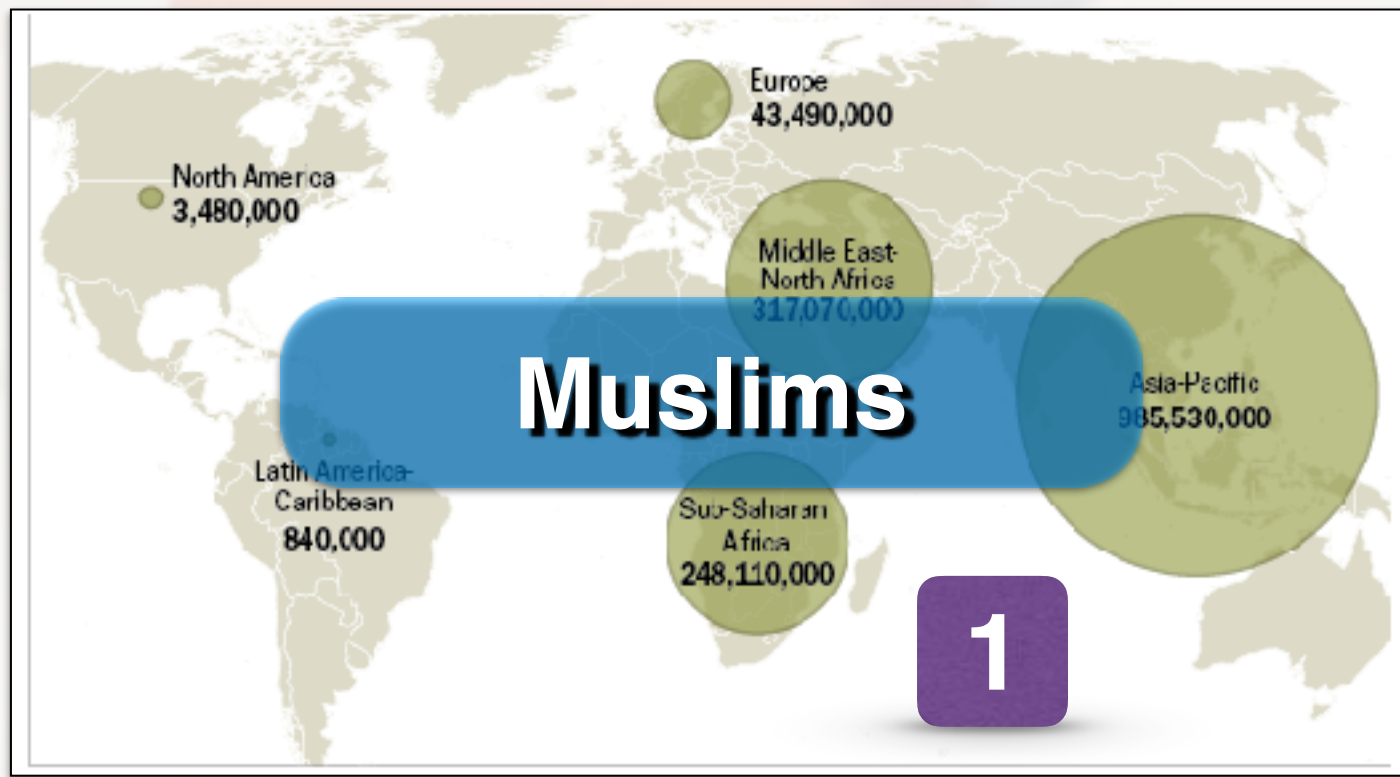 Europe
43,490,000
North America
3,480,000
Middle East-
North Africa
317,070,000
Muslims
Asia-Pacific
985,530,000
Latin America-
Caribbean
840,000
Sub-Saharan
Africa
248,110,000
1